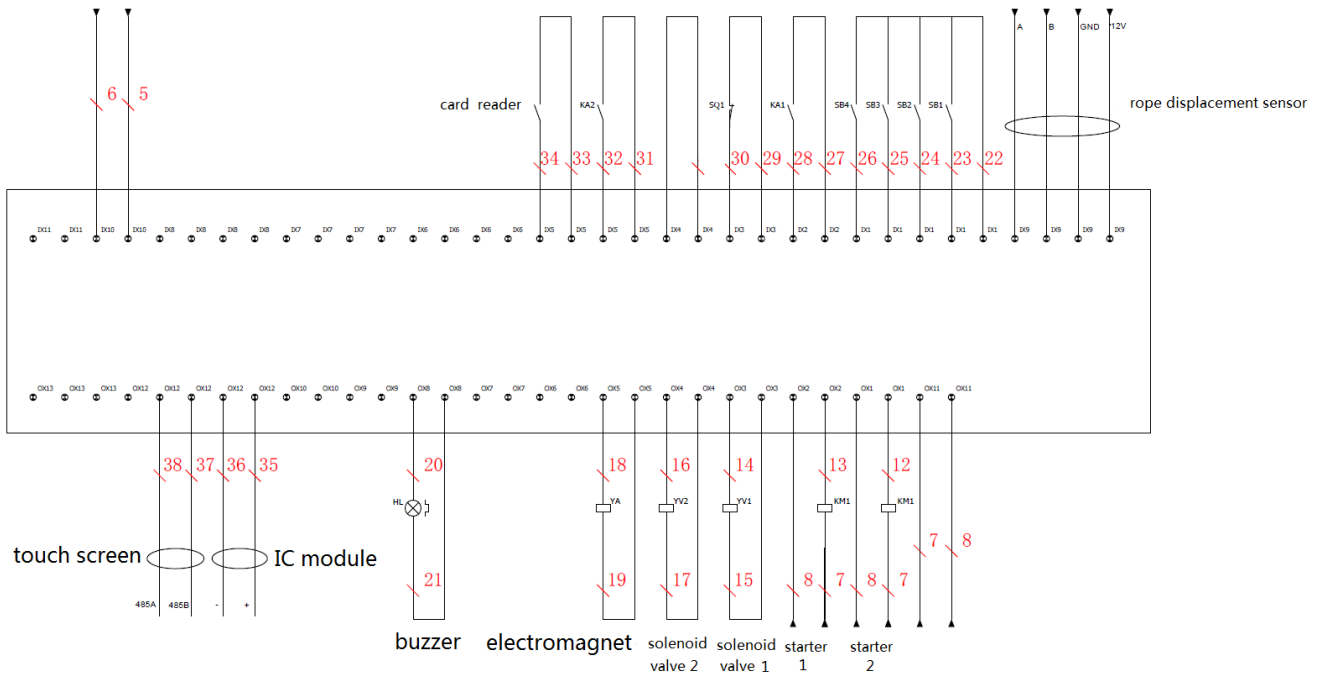 A B GND 12V
6 5
card reader KA2 SQ1 KA1 SB4 SB3 SB2 SB1 rope displacement sensor
34 33 32 31 30 29 28 27 26 25 24 23 22
IX11 IX11 IX10 IX10 IX8 IX8 IX8 IX8 IX7 IX7 IX7 IX7 IX6 IX6 IX6 IX6 IX5 IX5 IX5 IX5 IX4 IX4 IX3 IX3 IX2 IX2 IX1 IX1 IX1 IX1 IX1 IX9 IX9 IX9 IX9
OX13 OX13 OX13 OX12 OX12 OX12 OX12 OX12 OX10 OX10 OX9 OX9 OX8 OX8 OX7 OX7 OX6 OX6 OX5 OX5 OX4 OX4 OX3 OX3 OX2 OX2 OX1 OX1 OX11 OX11
38 37 36 35 20 18 16 14 13 12
HL YA YV2 YV1 KM1 KM1
7 8
touch screen IC module
21 19 17 15 8 7 8 7
485A 485B - +
buzzer electromagnet solenoid valve 2 solenoid valve 1 starter 1 starter 2